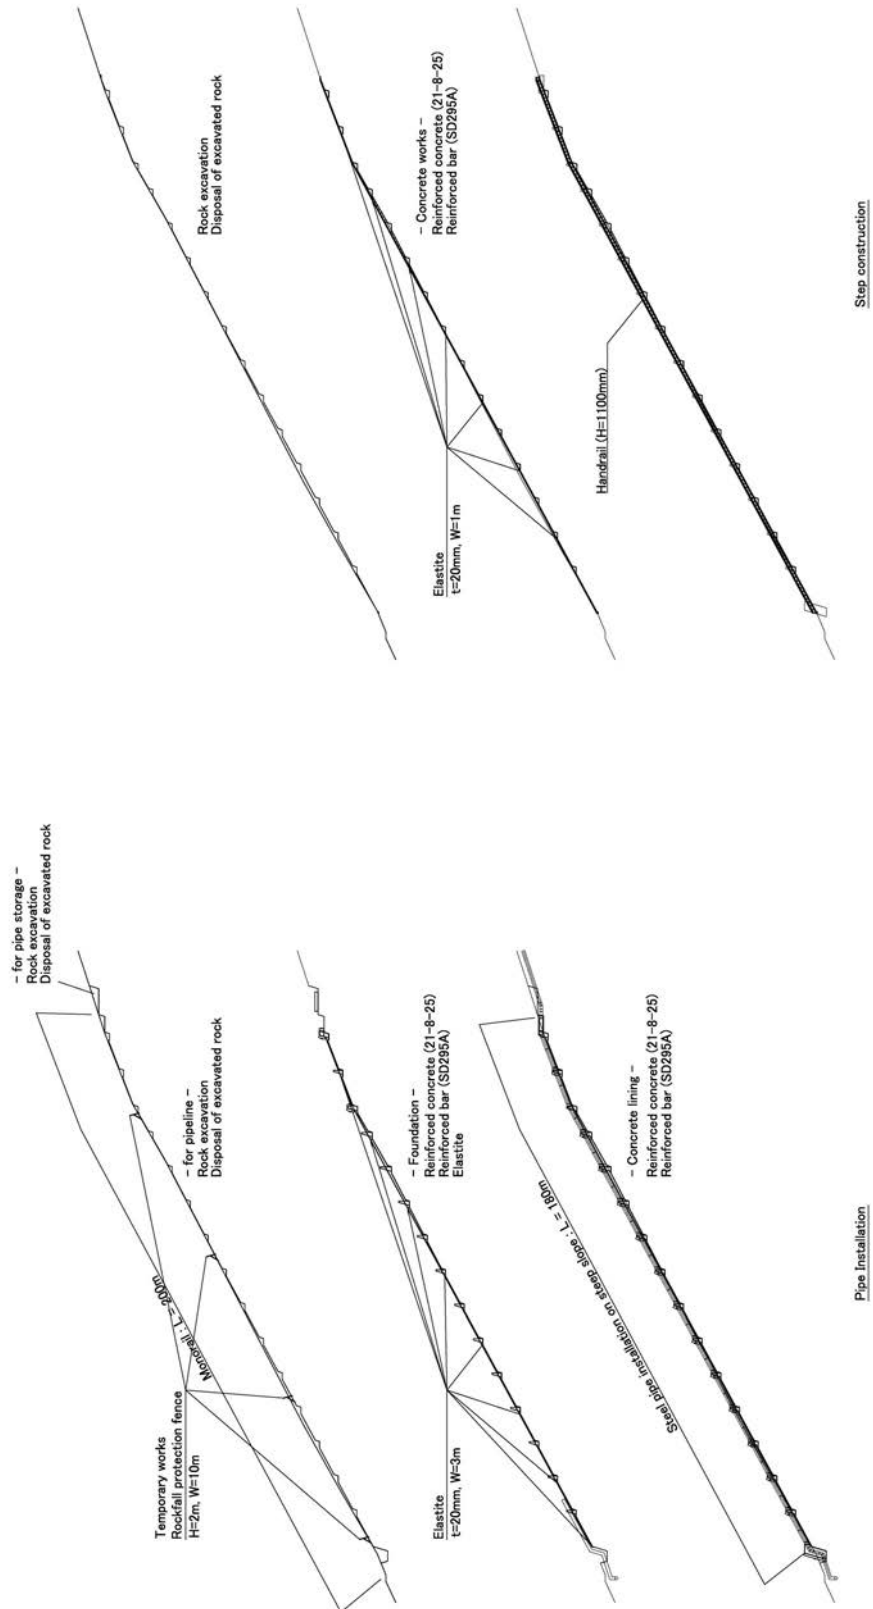 – for pipe storage –
Rock excavation
Disposal of excavated rock
Monorail : L = 200m
Temporary works
Rockfall protection fence
H=2m, W=10m
– for pipeline –
Rock excavation
Disposal of excavated rock
Elastite
t=20mm, W=3m
– Foundation –
Reinforced concrete (21-8-25)
Reinforced bar (SD295A)
Elastite
Steel pipe installation on steep slope : L = 180m
– Concrete lining –
Reinforced concrete (21-8-25)
Reinforced bar (SD295A)
Pipe Installation
Rock excavation
Disposal of excavated rock
Elastite
t=20mm, W=1m
– Concrete works –
Reinforced concrete (21-8-25)
Reinforced bar (SD295A)
Handrail (H=1100mm)
Step construction